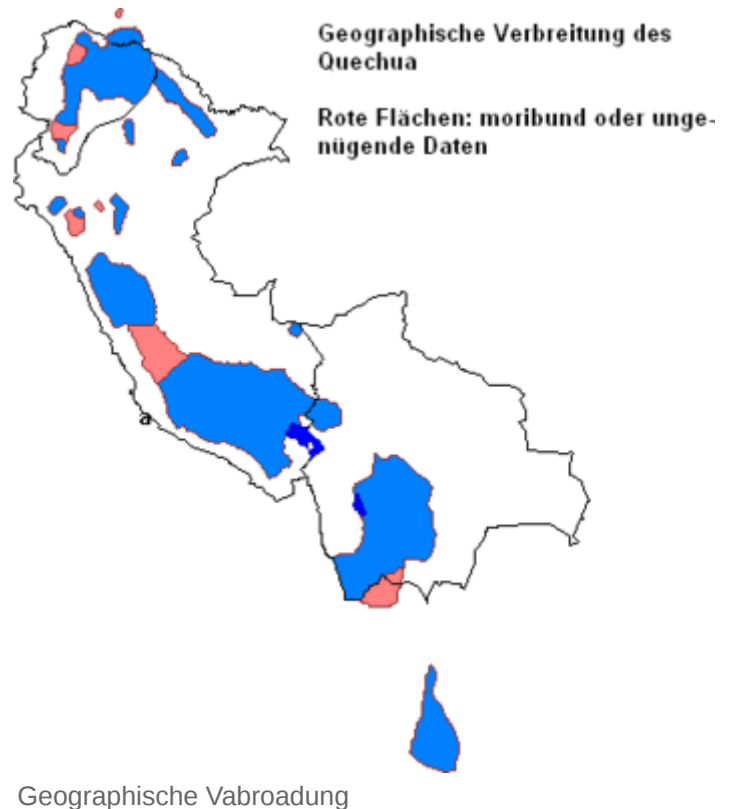 Geographische Verbreitung des
Quechua
Rote Flächen: moribund oder unge-
nügende Daten
a
Geographische Vabroadung